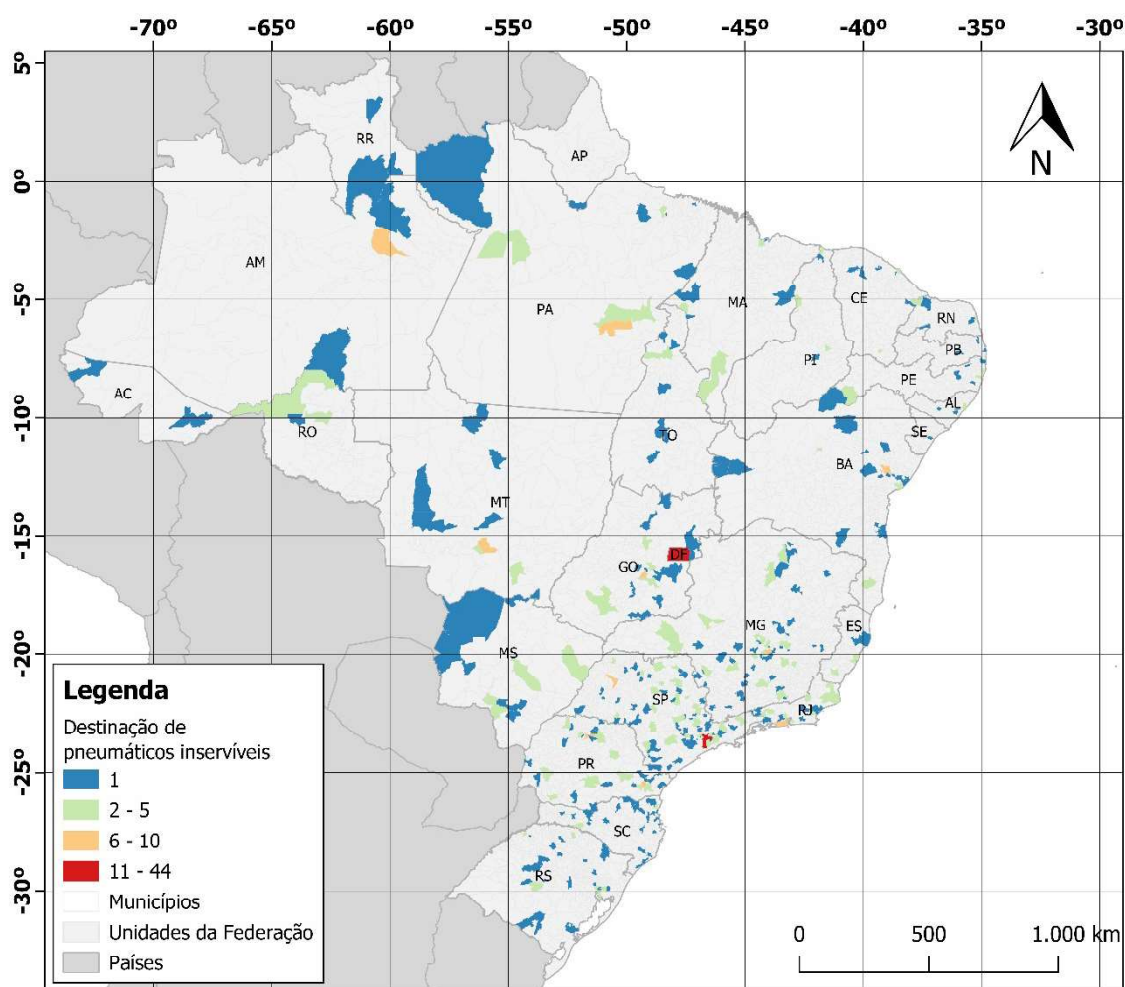 -70º -65º -60º -55º -50º -45º -40º -35º -30º
5º
N
RR
AP
0º
AM
PA
MA
CE
RN
-5º
PB
PI
PE
AC
AL
-10º
RO
TO
SE
BA
MT
-15º
DF
GO
MG
ES
MS
-20º
SP
RJ
PR
-25º
SC
RS
-30º
Legenda
Destinação de
pneumáticos inservíveis
1
2 - 5
6 - 10
11 - 44
Municípios
Unidades da Federação
Países
0 500 1.000 km